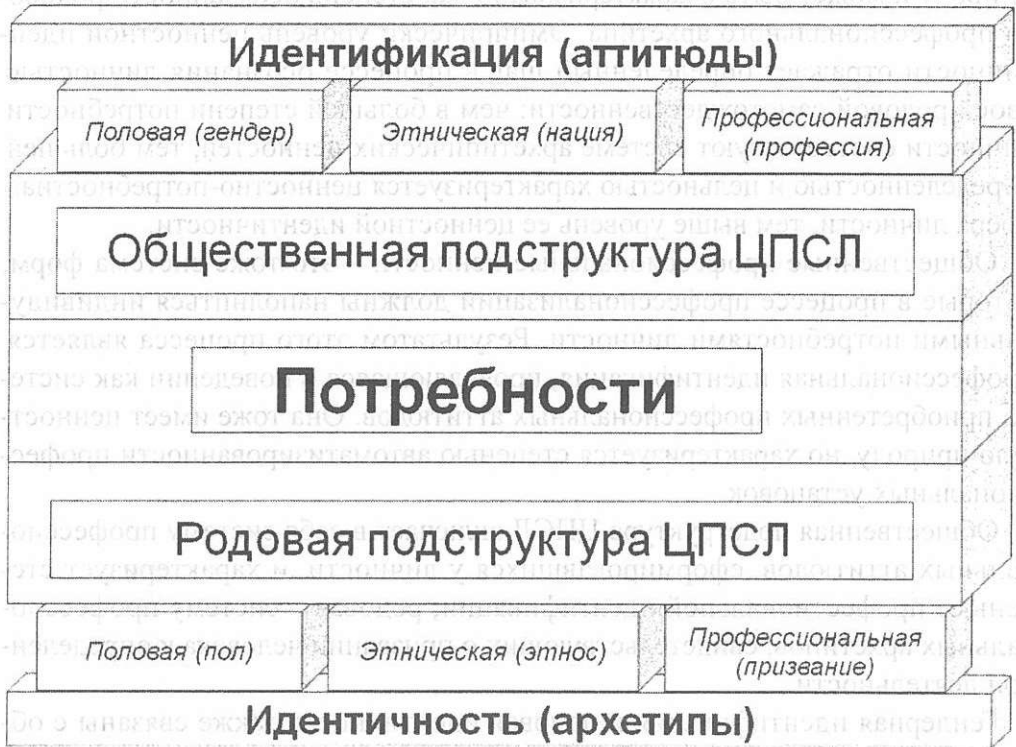 Идентификация (аттитюды)
Половая (гендер)
Этническая (нация)
Профессиональная
(профессия)
Общественная подструктура ЦПСЛ
Потребности
Родовая подструктура ЦПСЛ
Половая (пол)
Этническая (этнос)
Профессиональная
(призвание)
Идентичность (архетипы)